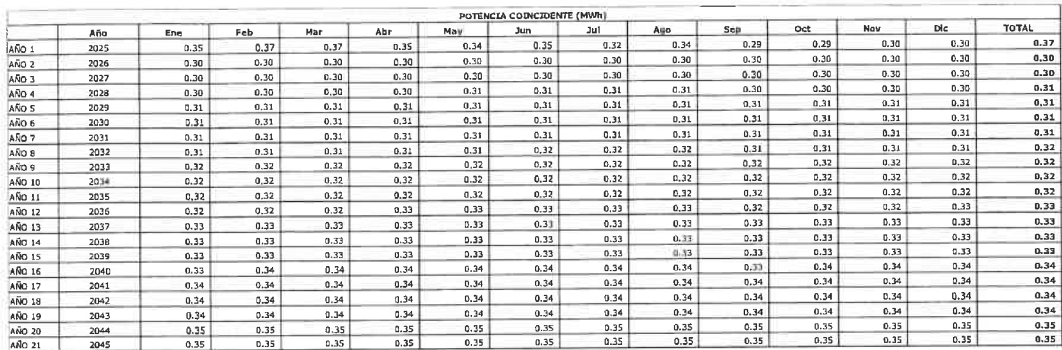 POTENCIA COINCIDENTE (MWh)
Año Ene Feb Mar Abr May Jun Jul Ago Sep Oct Nov Dic TOTAL
AÑO 1 2025 0.35 0.37 0.37 0.35 0.34 0.35 0.32 0.34 0.29 0.29 0.30 0.30 0.37
AÑO 2 2026 0.30 0.30 0.30 0.30 0.30 0.30 0.30 0.30 0.30 0.30 0.30 0.30 0.30
AÑO 3 2027 0.30 0.30 0.30 0.30 0.30 0.30 0.30 0.30 0.30 0.30 0.30 0.30 0.30
AÑO 4 2028 0.30 0.30 0.30 0.30 0.31 0.31 0.31 0.31 0.30 0.30 0.30 0.30 0.31
AÑO 5 2029 0.31 0.31 0.31 0.31 0.31 0.31 0.31 0.31 0.31 0.31 0.31 0.31 0.31
AÑO 6 2030 0.31 0.31 0.31 0.31 0.31 0.31 0.31 0.31 0.31 0.31 0.31 0.31 0.31
AÑO 7 2031 0.31 0.31 0.31 0.31 0.31 0.31 0.31 0.31 0.31 0.31 0.31 0.31 0.31
AÑO 8 2032 0.31 0.31 0.31 0.31 0.31 0.32 0.32 0.32 0.31 0.31 0.31 0.31 0.32
AÑO 9 2033 0.32 0.32 0.32 0.32 0.32 0.32 0.32 0.32 0.32 0.32 0.32 0.32 0.32
AÑO 10 2034 0.32 0.32 0.32 0.32 0.32 0.32 0.32 0.32 0.32 0.32 0.32 0.32 0.32
AÑO 11 2035 0.32 0.32 0.32 0.32 0.32 0.32 0.32 0.32 0.32 0.32 0.32 0.32 0.32
AÑO 12 2036 0.32 0.32 0.32 0.33 0.33 0.33 0.33 0.33 0.32 0.32 0.32 0.33 0.33
AÑO 13 2037 0.33 0.33 0.33 0.33 0.33 0.33 0.33 0.33 0.33 0.33 0.33 0.33 0.33
AÑO 14 2038 0.33 0.33 0.33 0.33 0.33 0.33 0.33 0.33 0.33 0.33 0.33 0.33 0.33
AÑO 15 2039 0.33 0.33 0.33 0.33 0.33 0.33 0.33 0.33 0.33 0.33 0.33 0.33 0.33
AÑO 16 2040 0.33 0.34 0.34 0.34 0.34 0.34 0.34 0.34 0.33 0.34 0.34 0.34 0.34
AÑO 17 2041 0.34 0.34 0.34 0.34 0.34 0.34 0.34 0.34 0.34 0.34 0.34 0.34 0.34
AÑO 18 2042 0.34 0.34 0.34 0.34 0.34 0.34 0.34 0.34 0.34 0.34 0.34 0.34 0.34
AÑO 19 2043 0.34 0.34 0.34 0.34 0.34 0.34 0.34 0.34 0.34 0.34 0.34 0.34 0.34
AÑO 20 2044 0.35 0.35 0.35 0.35 0.35 0.35 0.35 0.35 0.35 0.35 0.35 0.35 0.35
AÑO 21 2045 0.35 0.35 0.35 0.35 0.35 0.35 0.35 0.35 0.35 0.35 0.35 0.35 0.35